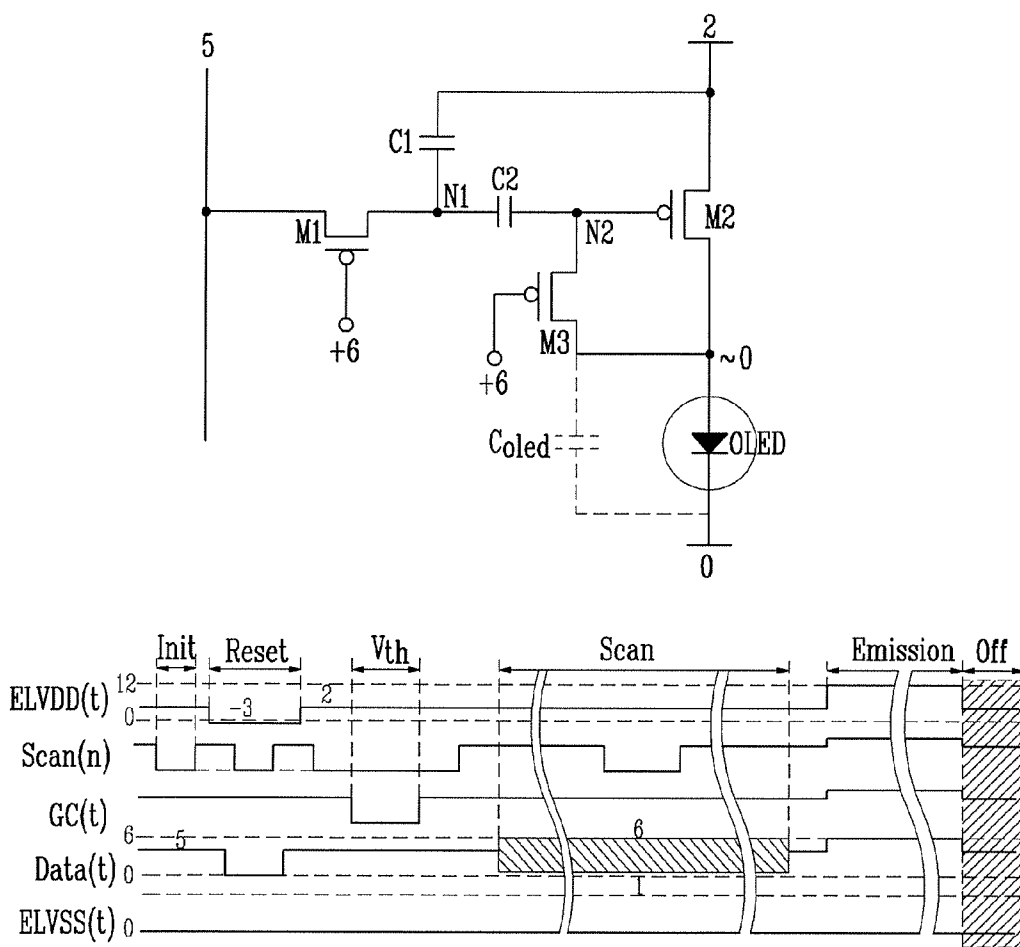 5
2
C1
C2
N1
M1
N2
M2
+6
M3
+6
~0
Coled
OLED
0
Init Reset Vth Scan Emission Off
ELVDD(t) 12 0 -3 2
Scan(n)
GC(t)
Data(t) 6 5 0 6 1
ELVSS(t) 0